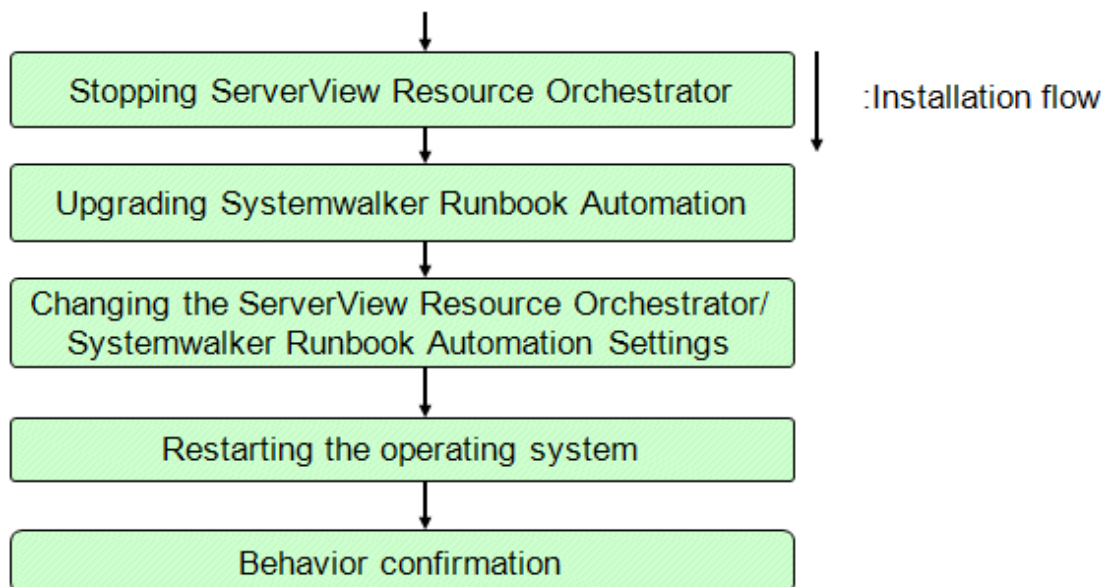 Stopping ServerView Resource Orchestrator
:Installation flow
Upgrading Systemwalker Runbook Automation
Changing the ServerView Resource Orchestrator/
Systemwalker Runbook Automation Settings
Restarting the operating system
Behavior confirmation